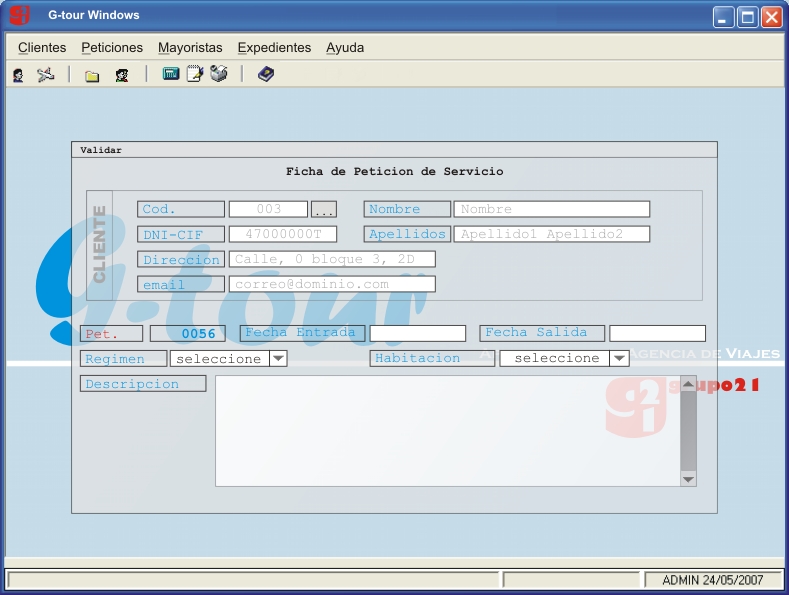 G-tour Windows
Clientes Peticiones Mayoristas Expedientes Ayuda
Validar
Ficha de Peticion de Servicio
CLIENTE
Cod. 003 ... Nombre Nombre
DNI-CIF 47000000T Apellidos Apellido1 Apellido2
Direccion Calle, 0 bloque 3, 2D
email correo@dominio.com
G-tour
Pet. 0056 Fecha Entrada Fecha Salida
Regimen seleccione Habitacion seleccione
Agencia de Viajes
Descripcion
g21 grupo21
ADMIN 24/05/2007